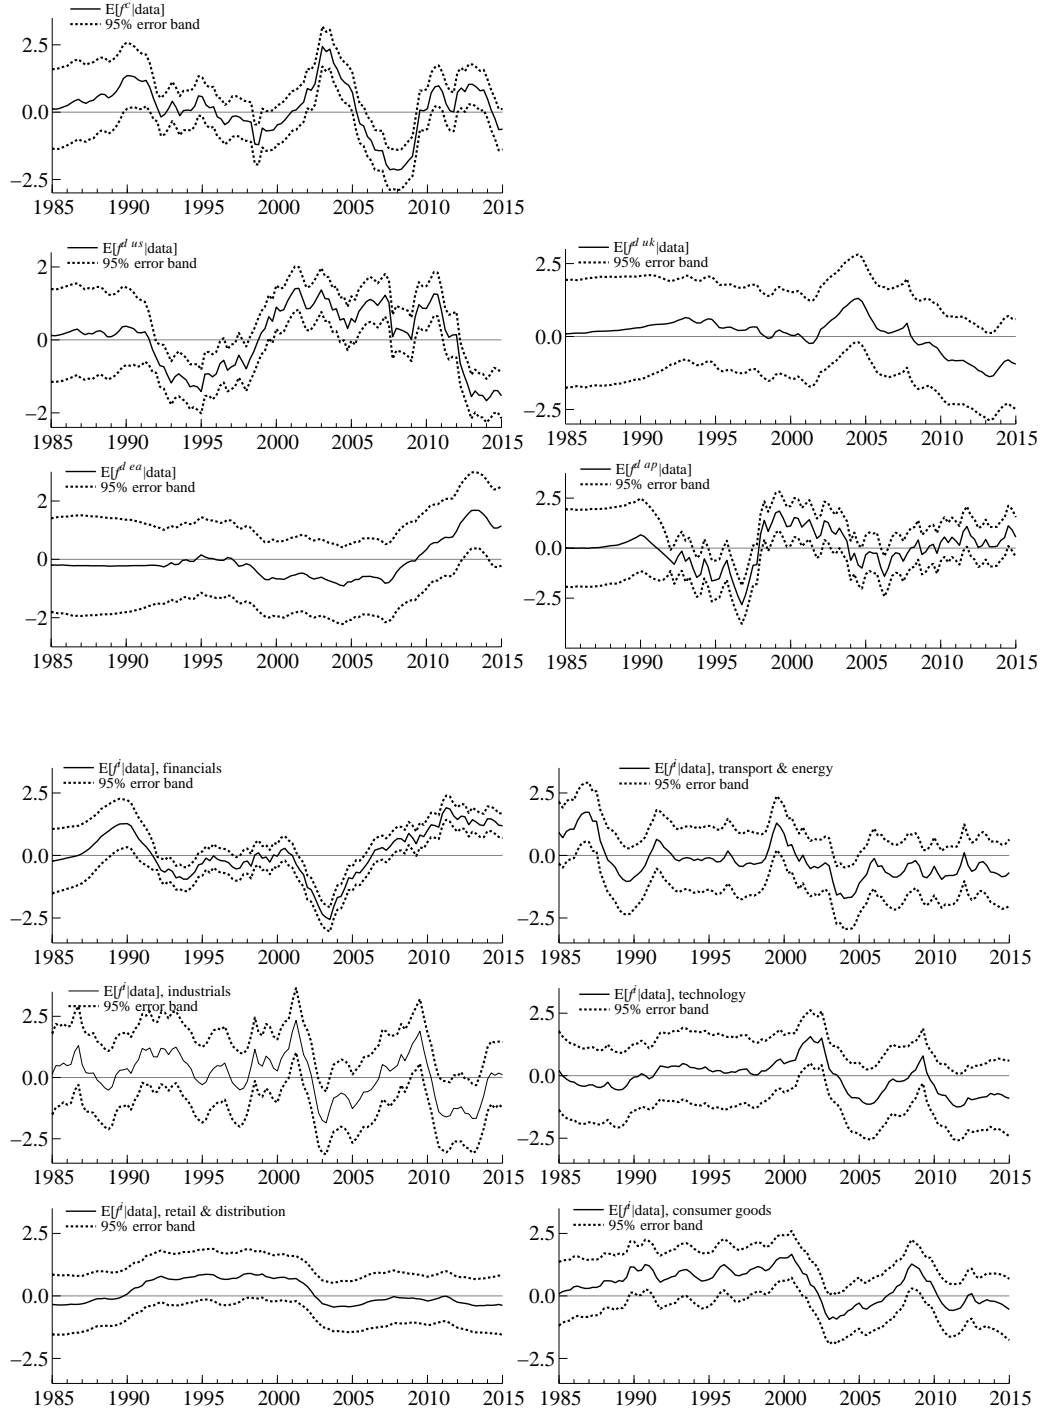 E[f^c|data]
95% error band
2.5
0.0
−2.5
1985 1990 1995 2000 2005 2010 2015
E[f^{d us}|data]
95% error band
2
0
−2
1985 1990 1995 2000 2005 2010 2015
E[f^{d uk}|data]
95% error band
2.5
0.0
−2.5
1985 1990 1995 2000 2005 2010 2015
E[f^{d ea}|data]
95% error band
2
0
−2
1985 1990 1995 2000 2005 2010 2015
E[f^{d ap}|data]
95% error band
2.5
0.0
−2.5
1985 1990 1995 2000 2005 2010 2015
E[f^i|data], financials
95% error band
2.5
0.0
−2.5
1985 1990 1995 2000 2005 2010 2015
E[f^i|data], transport & energy
95% error band
2.5
0.0
−2.5
1985 1990 1995 2000 2005 2010 2015
E[f^i|data], industrials
95% error band
2.5
0.0
−2.5
1985 1990 1995 2000 2005 2010 2015
E[f^i|data], technology
95% error band
2.5
0.0
−2.5
1985 1990 1995 2000 2005 2010 2015
E[f^i|data], retail & distribution
95% error band
2.5
0.0
−2.5
1985 1990 1995 2000 2005 2010 2015
E[f^i|data], consumer goods
95% error band
2.5
0.0
−2.5
1985 1990 1995 2000 2005 2010 2015